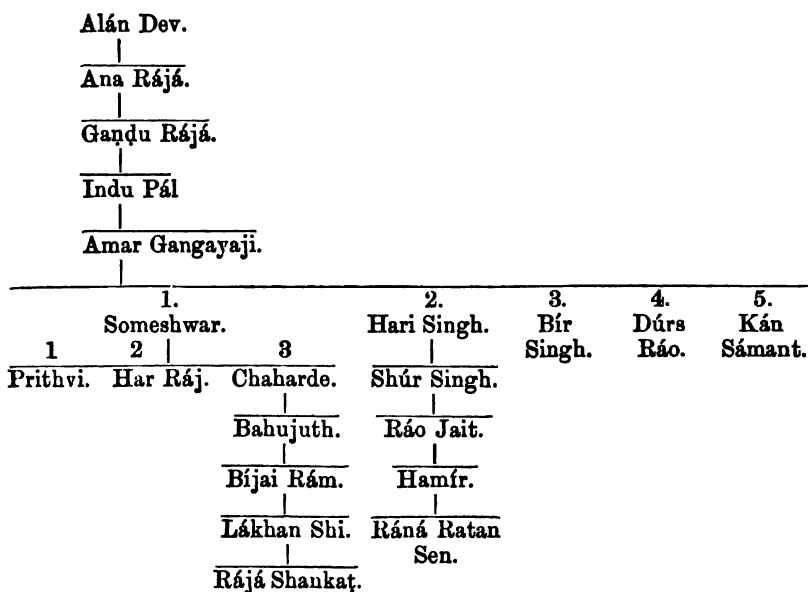 Alán Dev.
Ana Rájá.
Gaṇḍu Rájá.
Indu Pál
Amar Gangayaji.
1. 2. 3. 4. 5.
Someshwar. Hari Singh. Bír Dúrs Kán
1 2 3 Singh. Ráo. Sámant.
Prithvi. Har Ráj. Chaharde. Shúr Singh.
Bahujuth. Ráo Jait.
Bíjai Rám. Hamír.
Lákhan Shi. Ráná Ratan
Sen.
Rájá Shankaṭ.